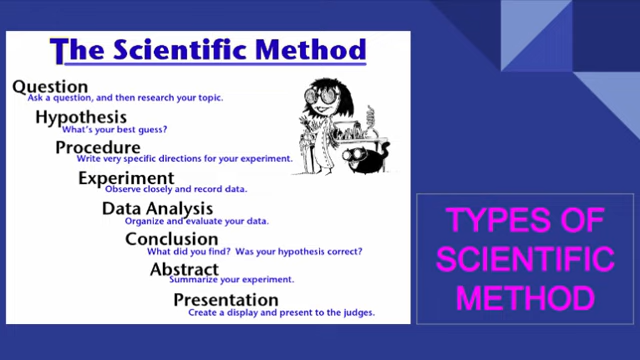 The Scientific Method
Question
Ask a question, and then research your topic.
Hypothesis
What's your best guess?
Procedure
Write very specific directions for your experiment.
Experiment
Observe closely and record data.
Data Analysis
Organize and evaluate your data.
Conclusion
What did you find? Was your hypothesis correct?
Abstract
Summarize your experiment.
Presentation
Create a display and present to the judges.
TYPES OF
SCIENTIFIC
METHOD